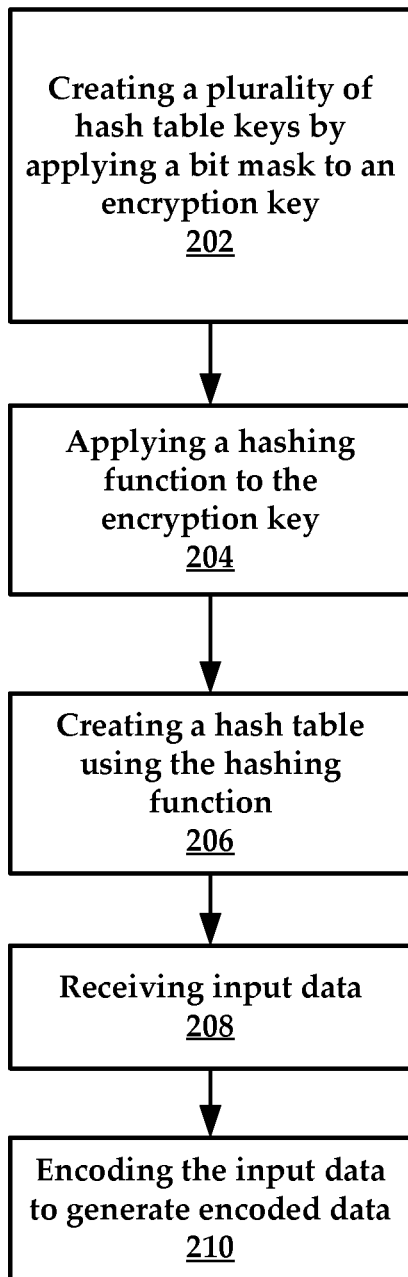 Creating a plurality of
hash table keys by
applying a bit mask to an
encryption key
202
Applying a hashing
function to the
encryption key
204
Creating a hash table
using the hashing
function
206
Receiving input data
208
Encoding the input data
to generate encoded data
210